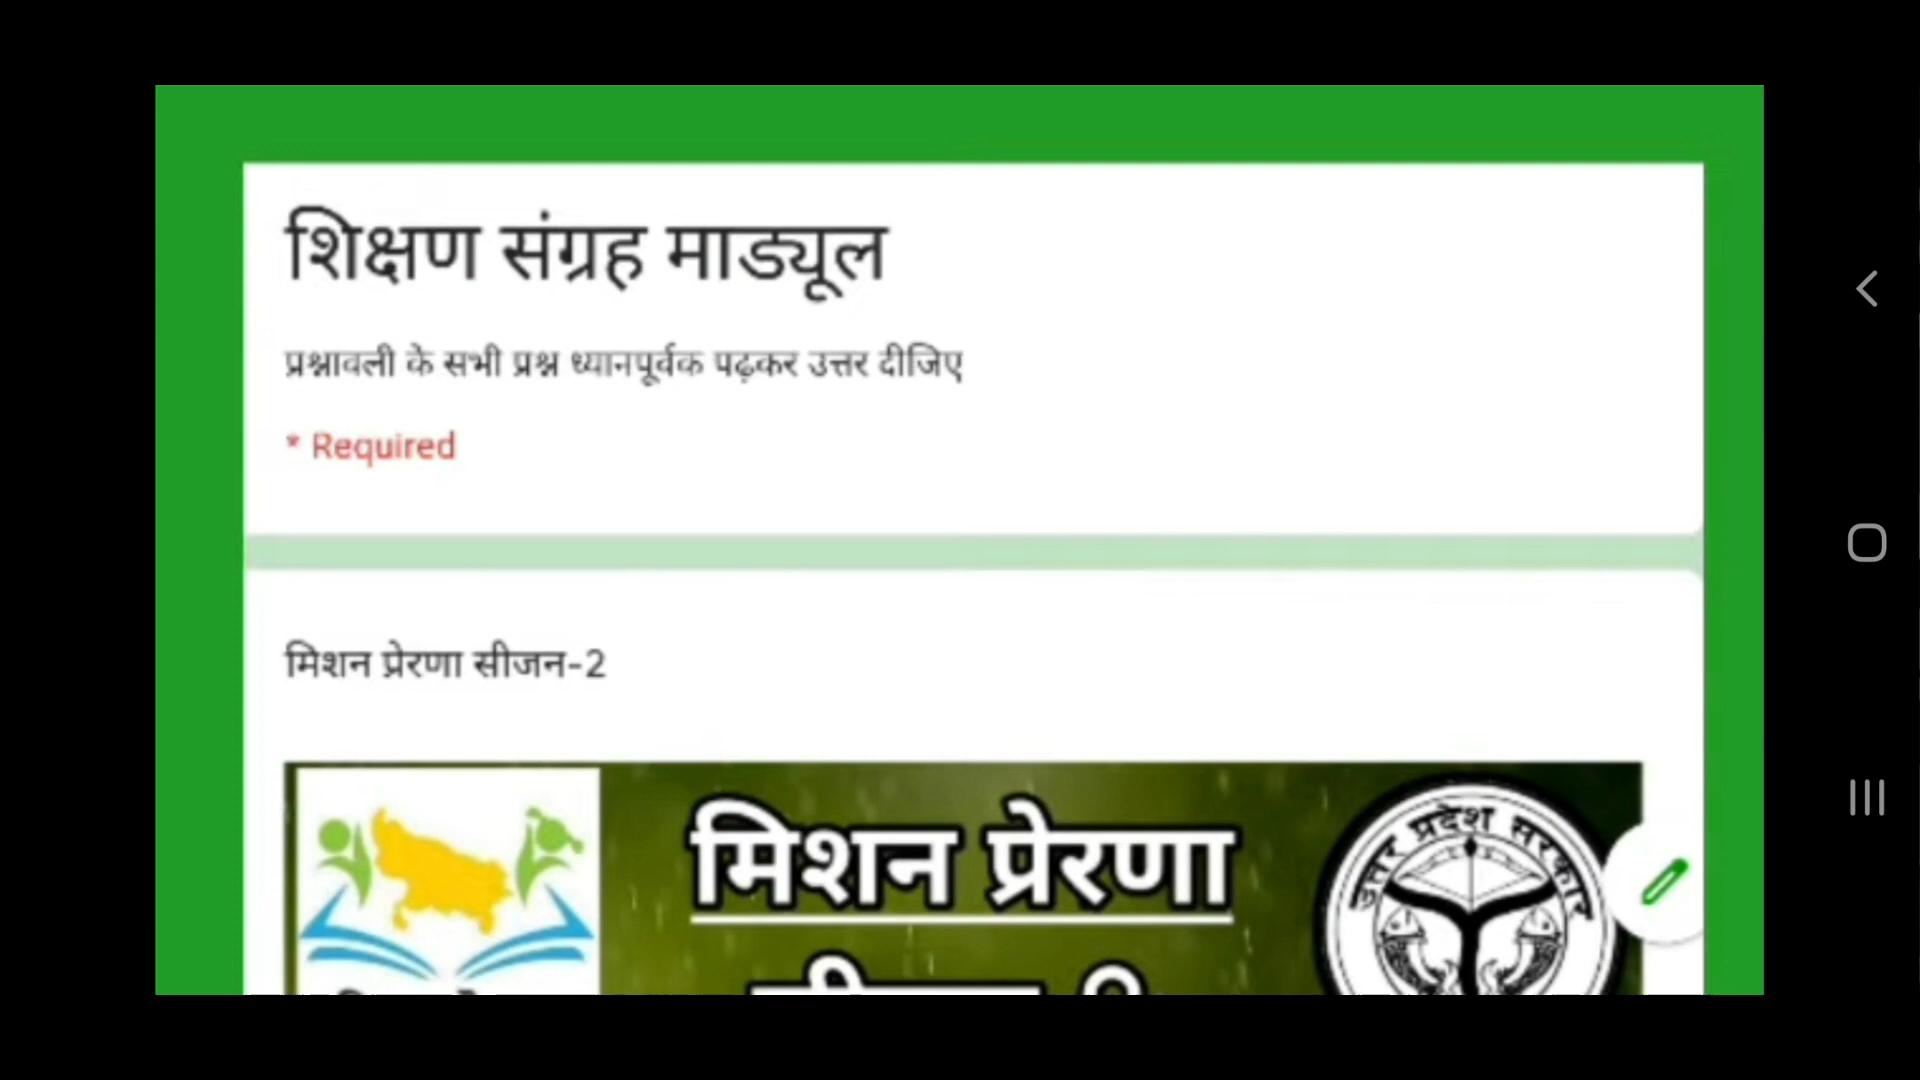 शिक्षण संग्रह माड्यूल
प्रश्नावली के सभी प्रश्न ध्यानपूर्वक पढ़कर उत्तर दीजिए
* Required
मिशन प्रेरणा सीजन-2
मिशन प्रेरणा
उत्तर प्रदेश सरकार